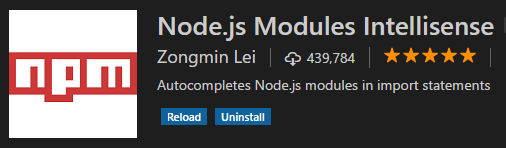 Node.js Modules Intellisense
npm
Zongmin Lei
439,784
Autocompletes Node.js modules in import statements
Reload
Uninstall